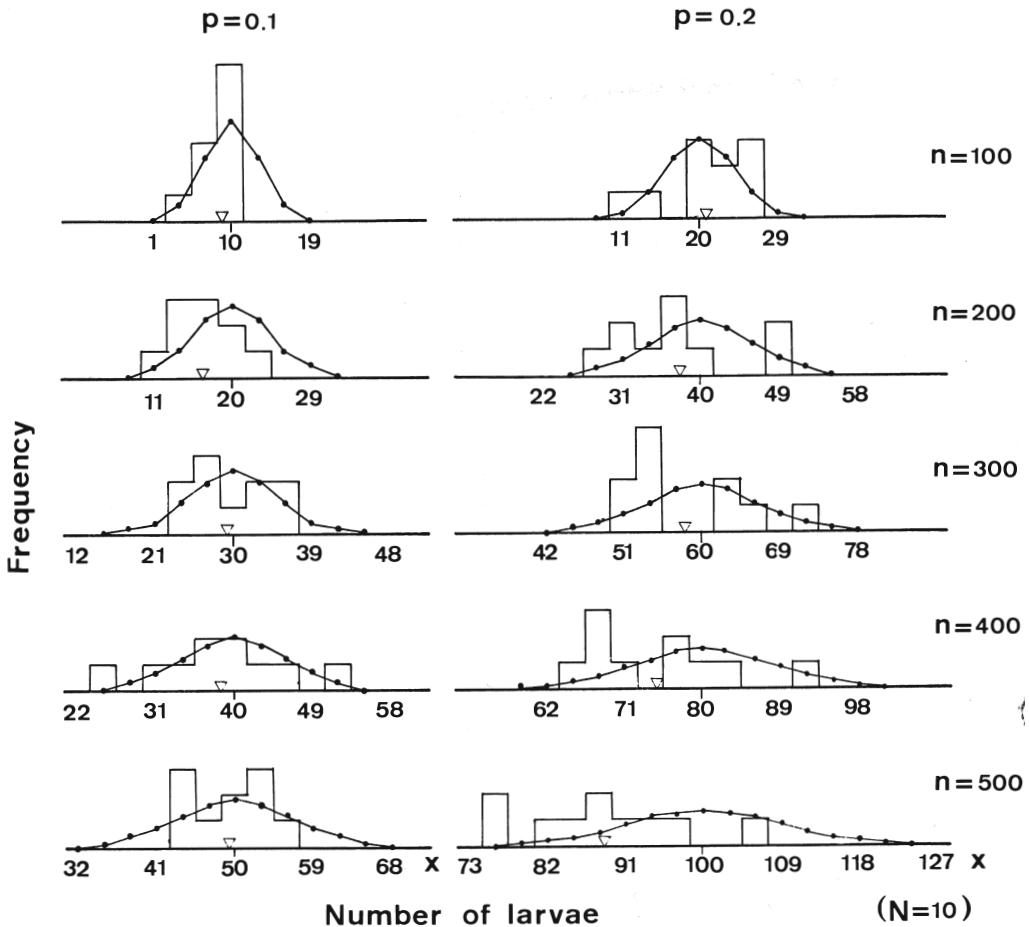 p=0.1
p=0.2
n=100
1 10 19
11 20 29
n=200
11 20 29
22 31 40 49 58
n=300
12 21 30 39 48
42 51 60 69 78
n=400
22 31 40 49 58
62 71 80 89 98
n=500
32 41 50 59 68 x
73 82 91 100 109 118 127 x
Frequency
Number of larvae
(N=10)